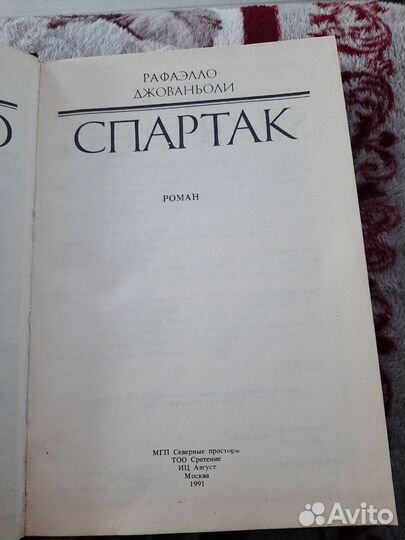 О
РАФАЭЛЛО
ДЖОВАНЬОЛИ
СПАРТАК
РОМАН
МГП Северные просторы
ТОО Сретение
ИЦ Август
Москва
1991
Avito